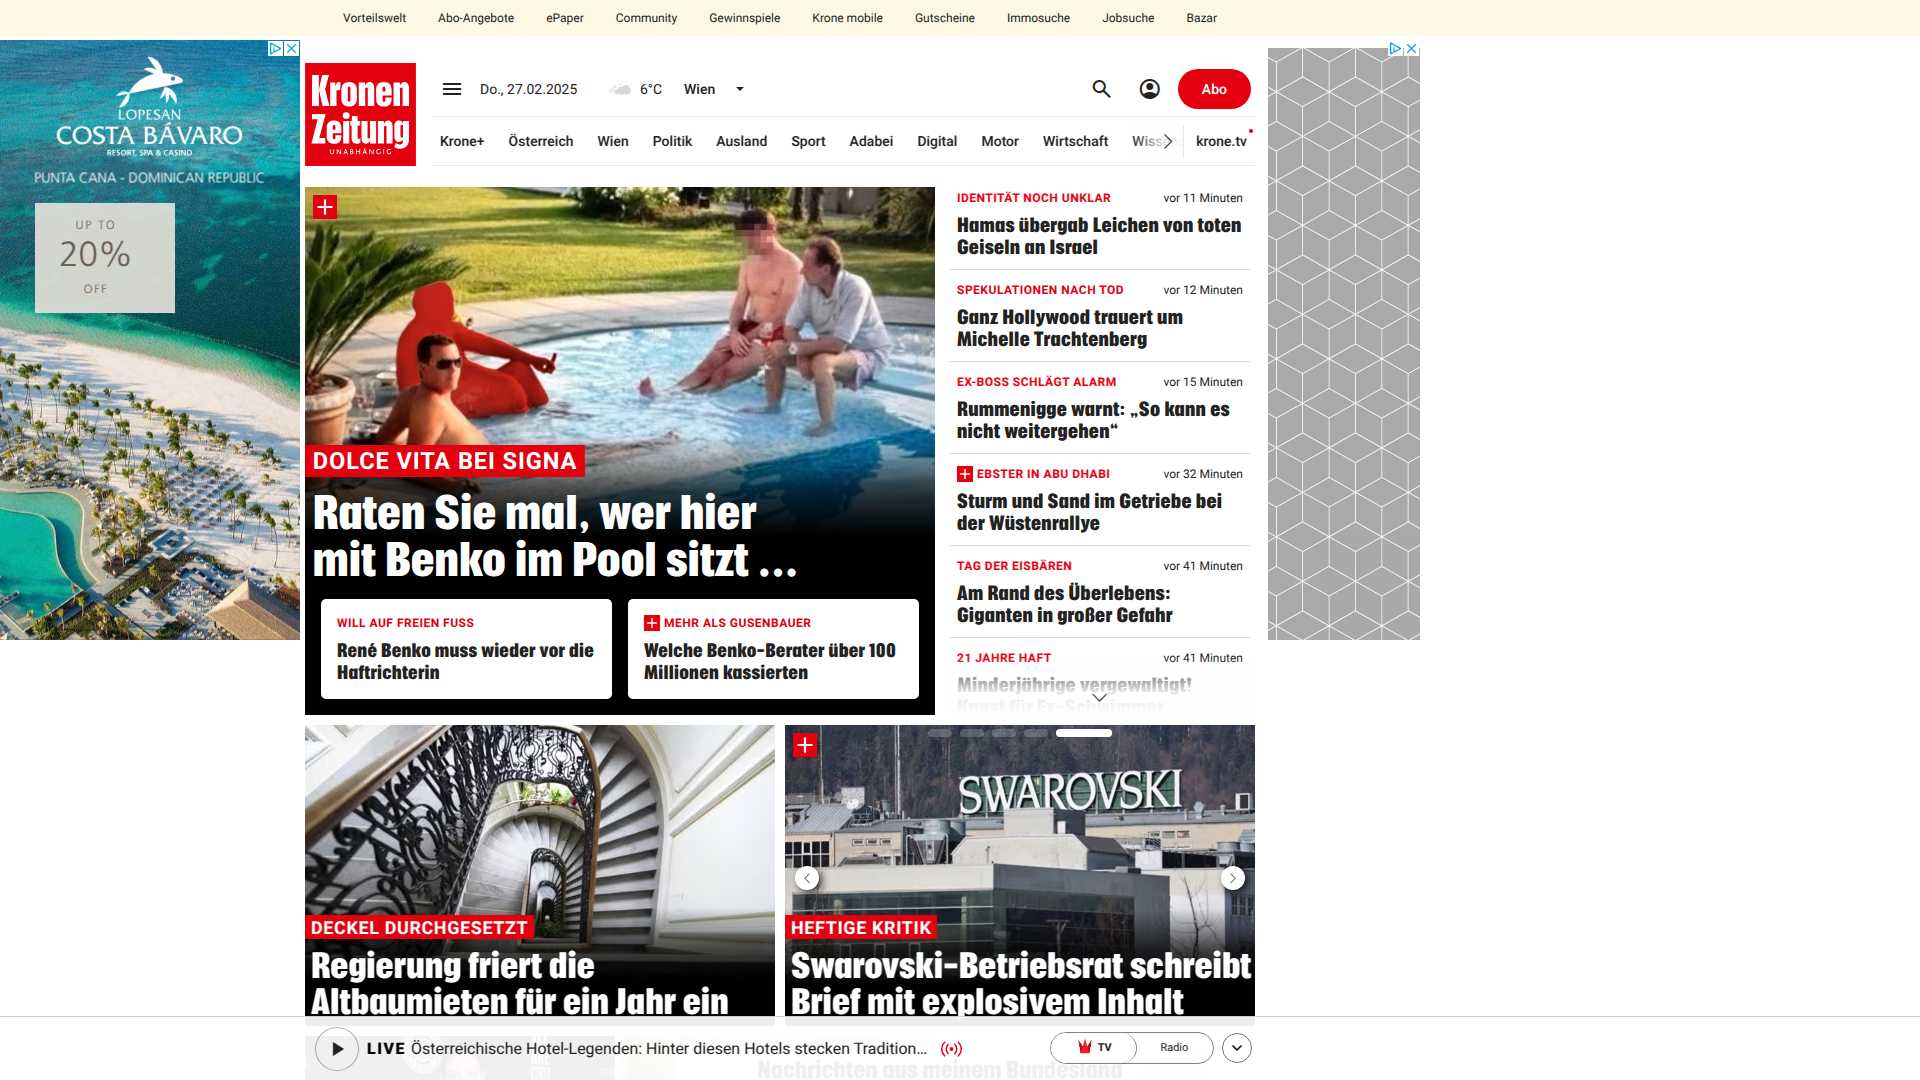 Vorteilswelt
Abo-Angebote
ePaper
Community
Gewinnspiele
Krone mobile
Gutscheine
Immosuche
Jobsuche
Bazar
LOPESAN
COSTA BÁVARO
RESORT, SPA & CASINO
PUNTA CANA - DOMINICAN REPUBLIC
UP TO
20%
OFF
Kronen
Zeitung
UNABHÄNGIG
Do., 27.02.2025
6°C
Wien
Abo
Krone+
Österreich
Wien
Politik
Ausland
Sport
Adabei
Digital
Motor
Wirtschaft
krone.tv
DOLCE VITA BEI SIGNA
Raten Sie mal, wer hier
mit Benko im Pool sitzt ...
WILL AUF FREIEN FUSS
René Benko muss wieder vor die
Haftrichterin
MEHR ALS GUSENBAUER
Welche Benko-Berater über 100
Millionen kassierten
IDENTITÄT NOCH UNKLAR
vor 11 Minuten
Hamas übergab Leichen von toten
Geiseln an Israel
SPEKULATIONEN NACH TOD
vor 12 Minuten
Ganz Hollywood trauert um
Michelle Trachtenberg
EX-BOSS SCHLÄGT ALARM
vor 15 Minuten
Rummenigge warnt: „So kann es
nicht weitergehen“
EBSTER IN ABU DHABI
vor 32 Minuten
Sturm und Sand im Getriebe bei
der Wüstenrallye
TAG DER EISBÄREN
vor 41 Minuten
Am Rand des Überlebens:
Giganten in großer Gefahr
21 JAHRE HAFT
vor 41 Minuten
Minderjährige vergewaltigt!
Knast für Ex-Schwimmer
DECKEL DURCHGESETZT
Regierung friert die
Altbaumieten für ein Jahr ein
SWAROVSKI
HEFTIGE KRITIK
Swarovski-Betriebsrat schreibt
Brief mit explosivem Inhalt
LIVE Österreichische Hotel-Legenden: Hinter diesen Hotels stecken Tradition...
TV
Radio
Nachrichten aus meinem Bundesland